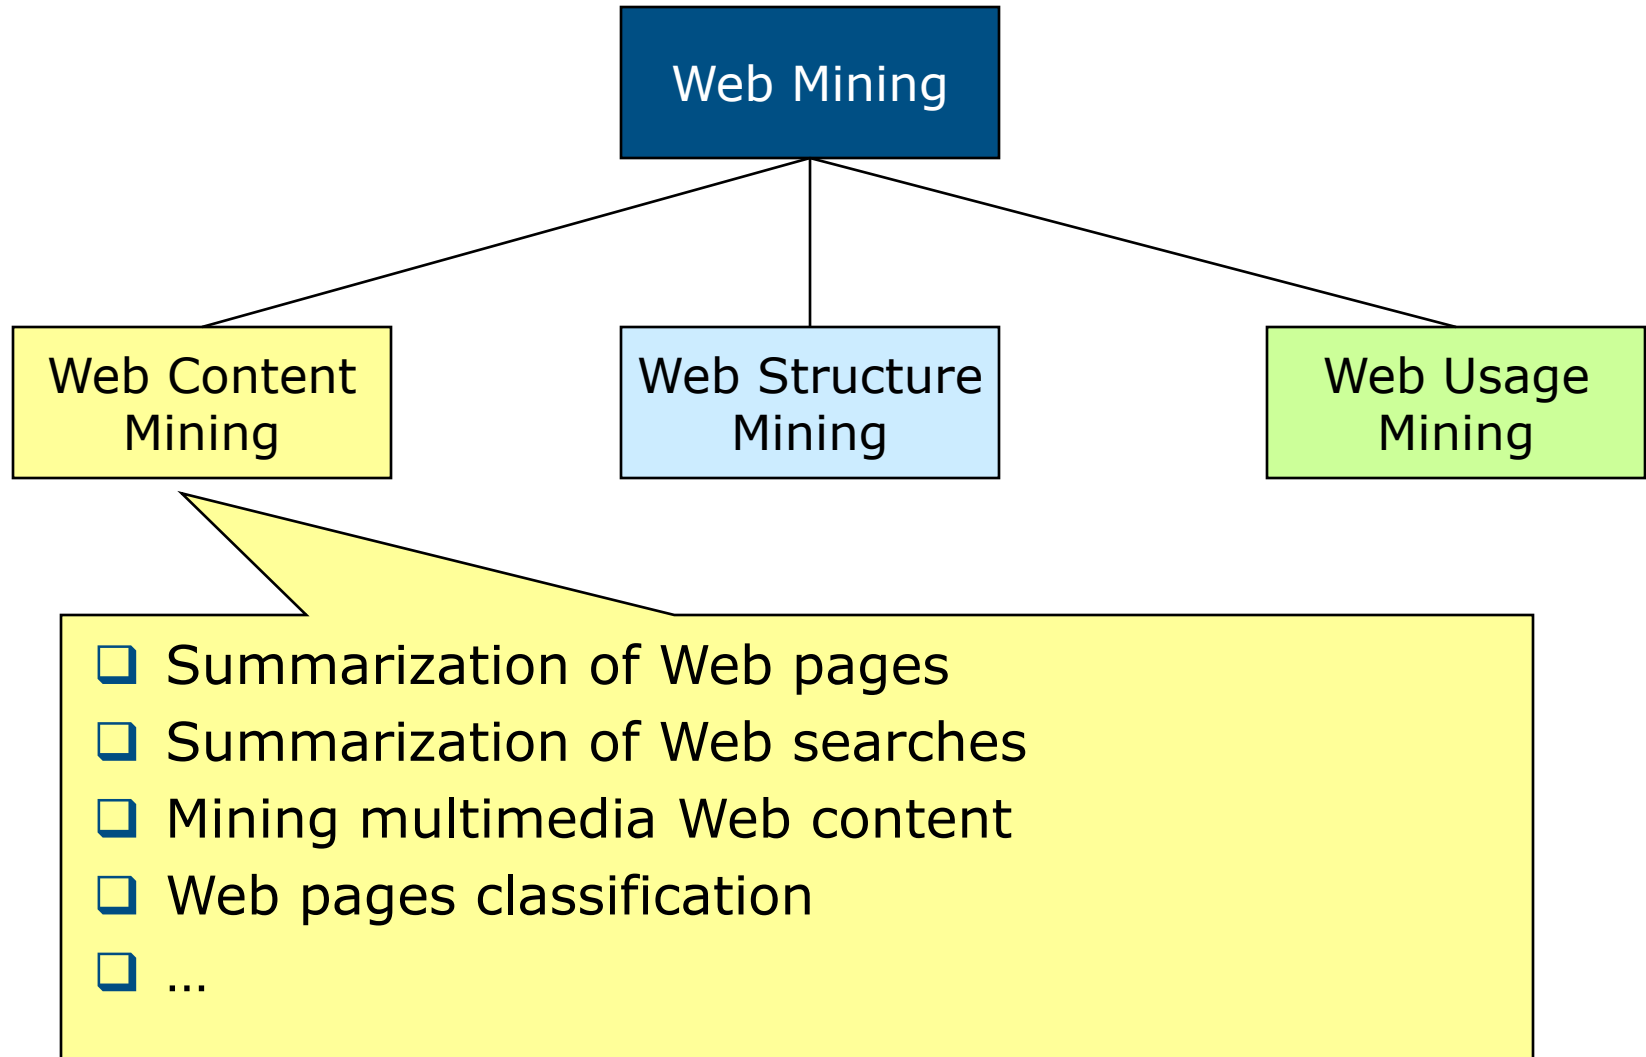 Web Mining
Web Content
Mining
Web Structure
Mining
Web Usage
Mining
❑ Summarization of Web pages
❑ Summarization of Web searches
❑ Mining multimedia Web content
❑ Web pages classification
❑ …